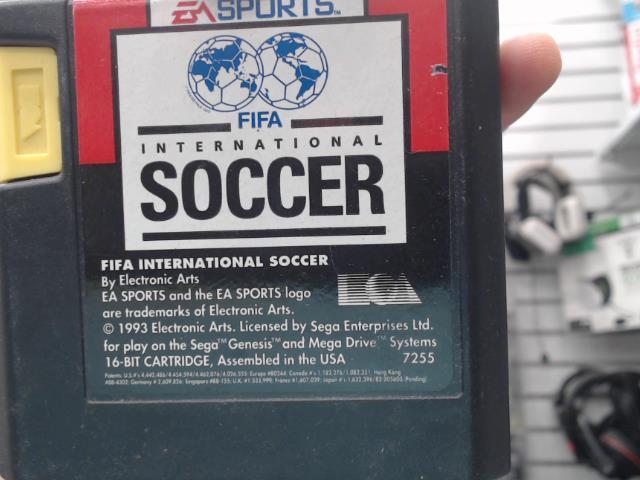 EA SPORTS™
FIFA
INTERNATIONAL
SOCCER
FIFA INTERNATIONAL SOCCER
By Electronic Arts
EA SPORTS and the EA SPORTS logo
are trademarks of Electronic Arts.
© 1993 Electronic Arts. Licensed by Sega Enterprises Ltd.
for play on the Sega™ Genesis™ and Mega Drive™ Systems
16-BIT CARTRIDGE, Assembled in the USA 7255